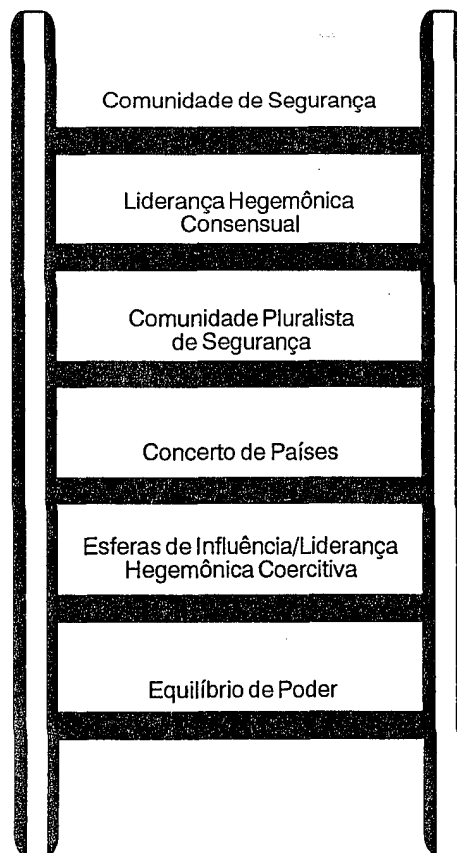 Comunidade de Segurança
Liderança Hegemônica
Consensual
Comunidade Pluralista
de Segurança
Concerto de Países
Esferas de Influência/Liderança
Hegemônica Coercitiva
Equilíbrio de Poder